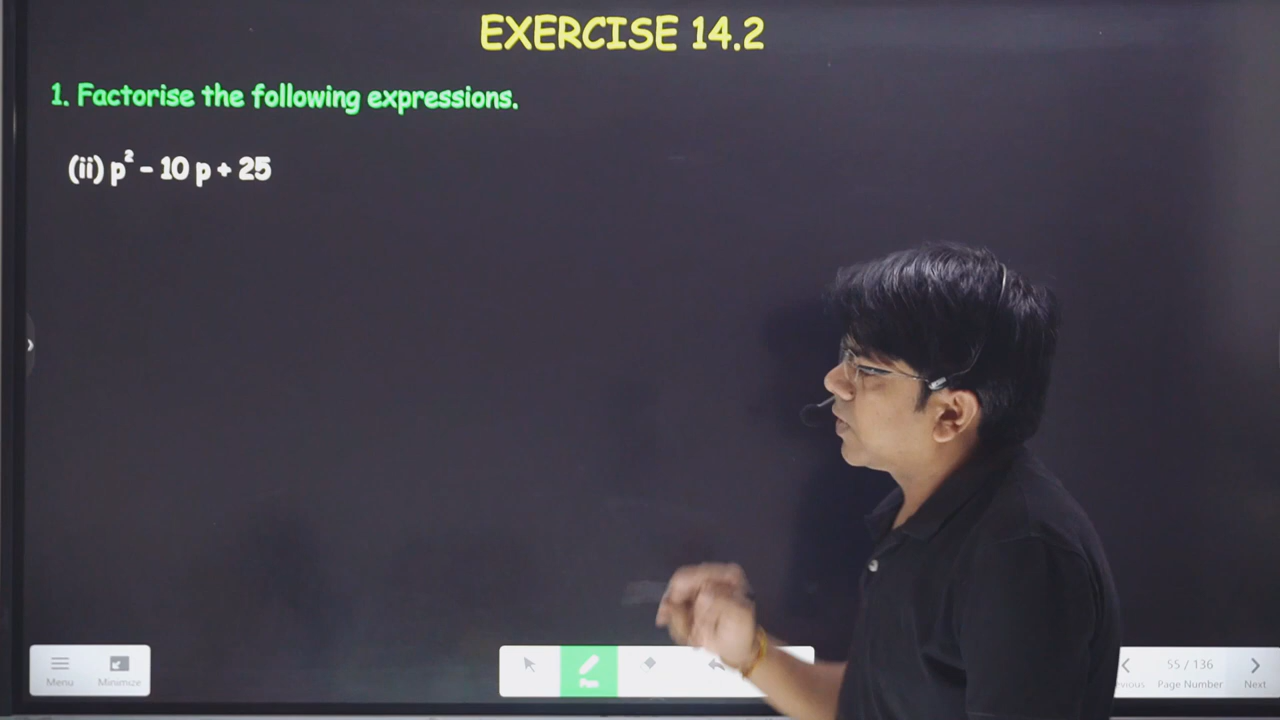 EXERCISE 14.2
1. Factorise the following expressions.
(ii) p² - 10 p + 25
Menu
Minimize
Pen
55 / 136
Page Number
Next